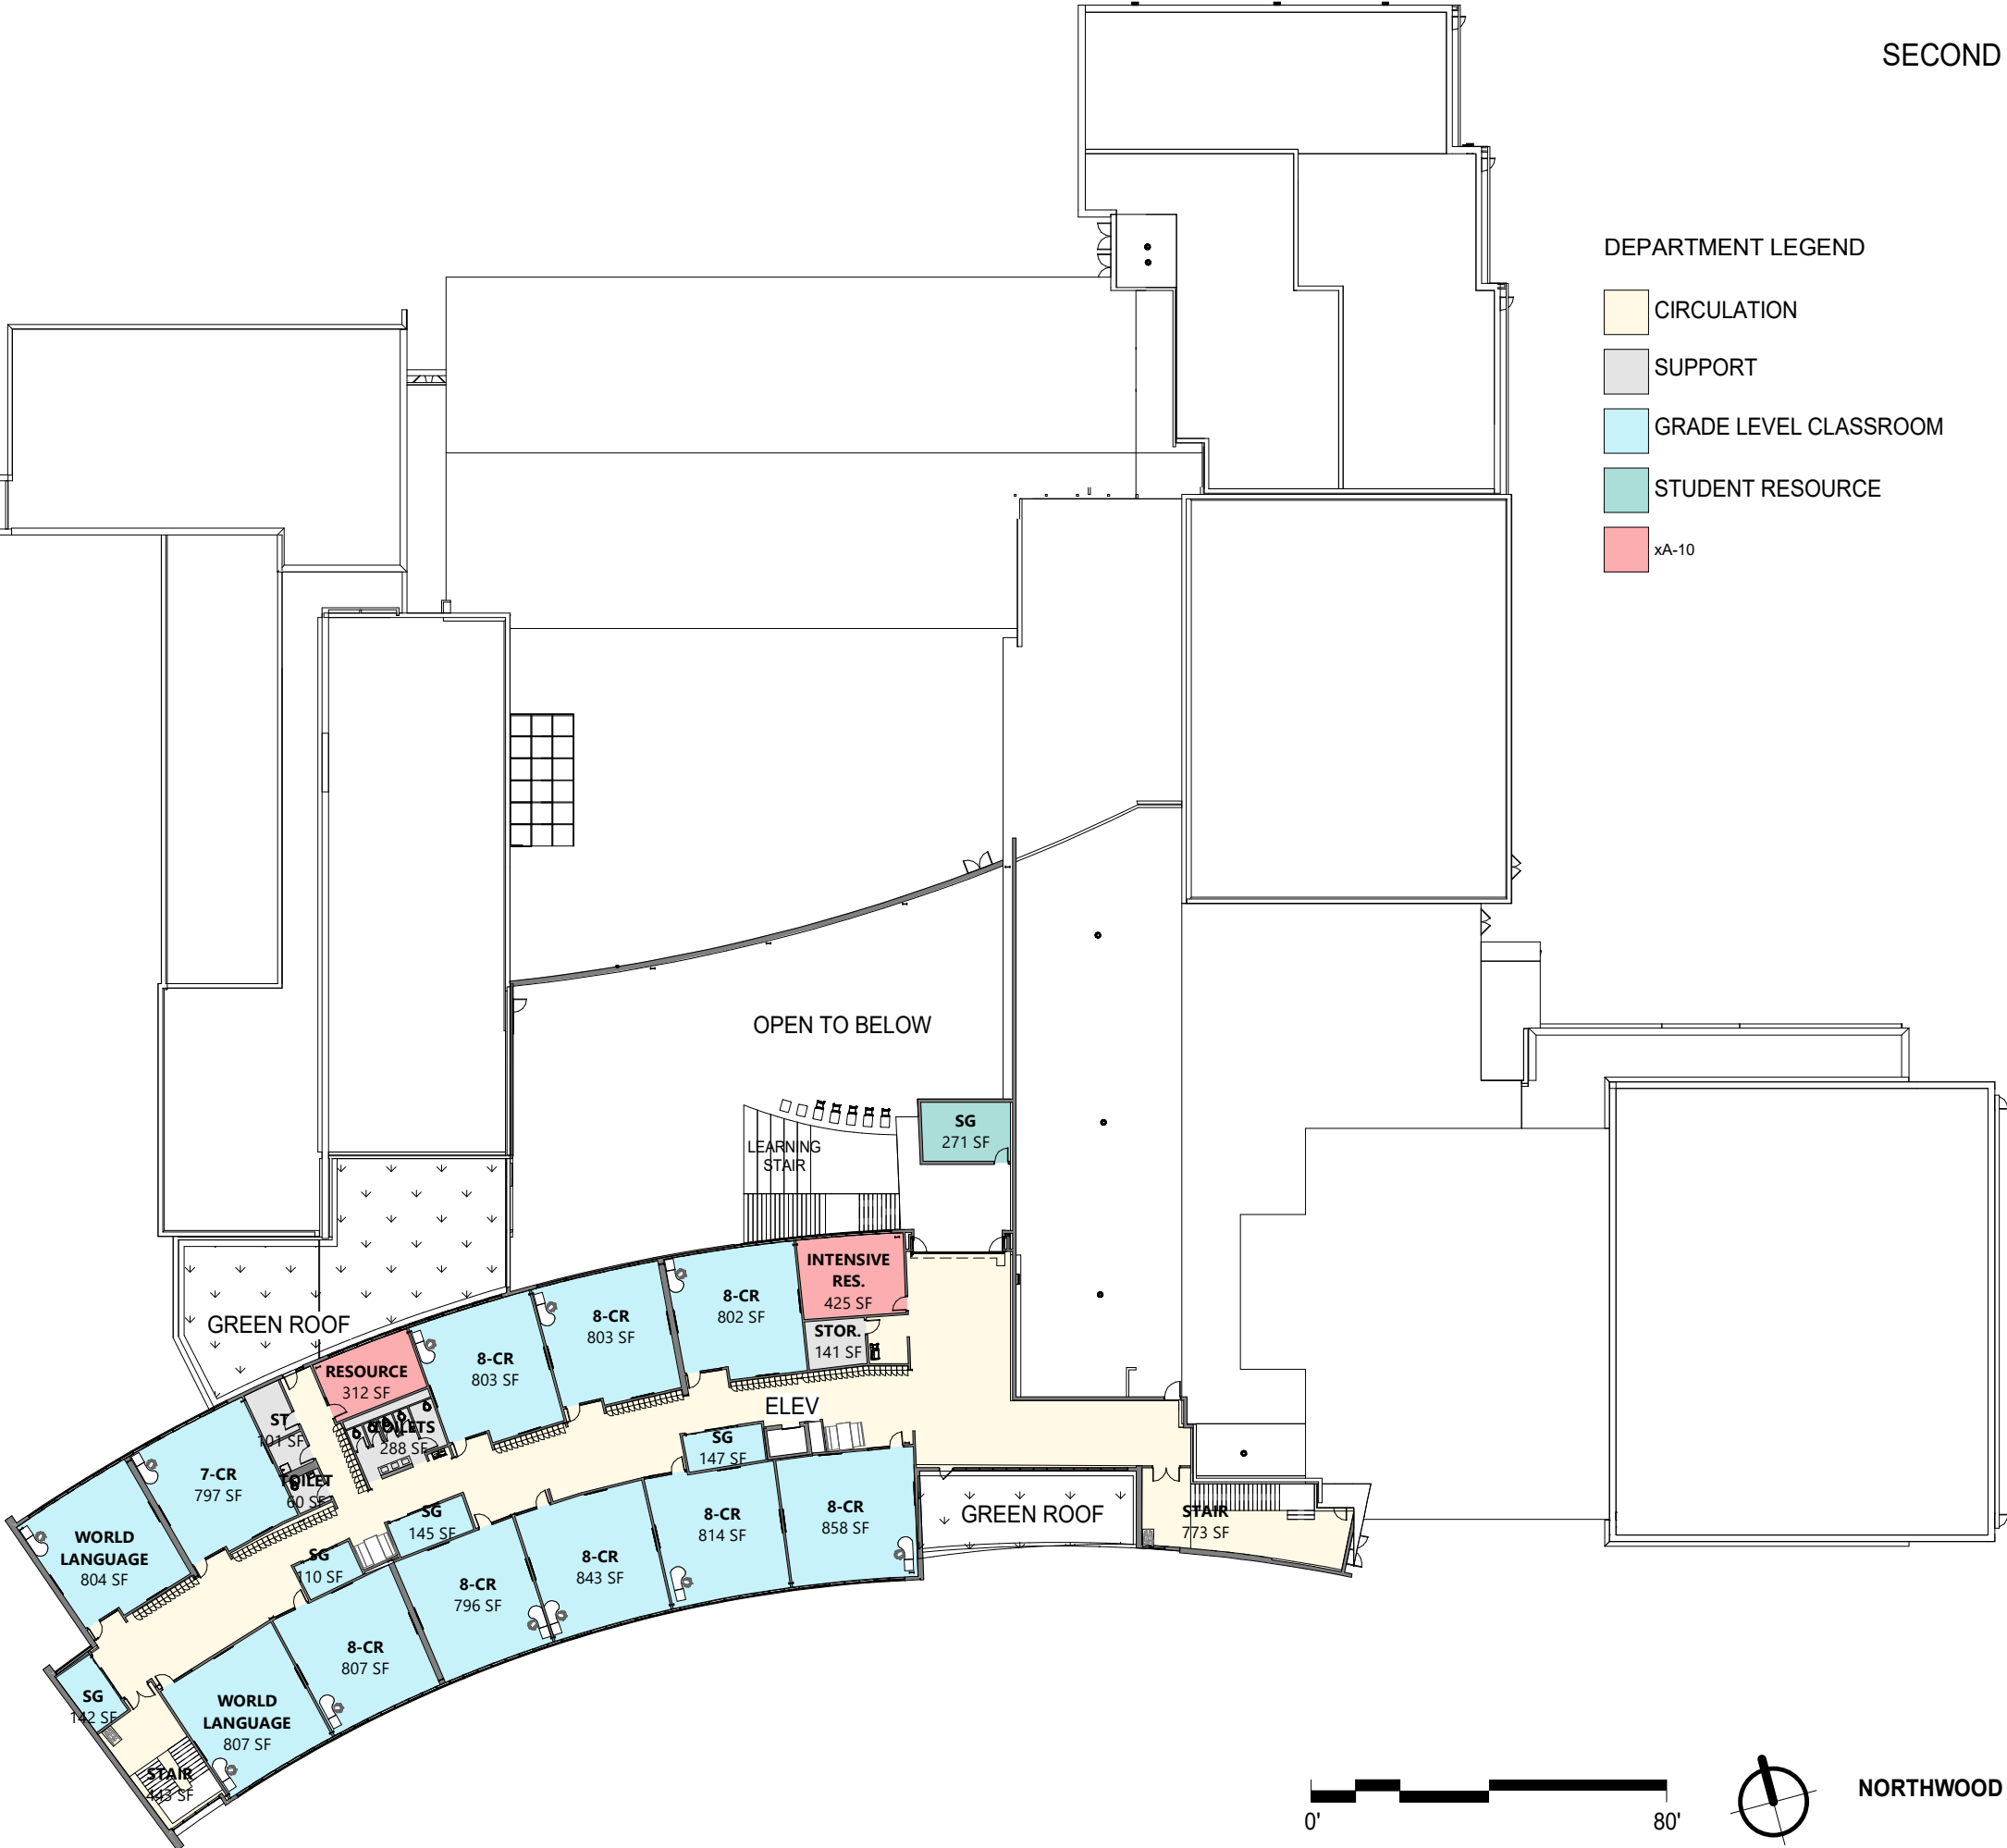 SECOND
DEPARTMENT LEGEND
CIRCULATION
SUPPORT
GRADE LEVEL CLASSROOM
STUDENT RESOURCE
xA-10
OPEN TO BELOW
LEARNING
STAIR
SG
271 SF
INTENSIVE
RES.
425 SF
STOR.
141 SF
8-CR
802 SF
8-CR
803 SF
8-CR
803 SF
GREEN ROOF
RESOURCE
312 SF
TOILETS
288 SF
ST
101 SF
TOILET
60 SF
7-CR
797 SF
WORLD
LANGUAGE
804 SF
ELEV
SG
147 SF
SG
145 SF
SG
110 SF
8-CR
858 SF
8-CR
814 SF
8-CR
843 SF
8-CR
796 SF
8-CR
807 SF
WORLD
LANGUAGE
807 SF
SG
142 SF
STAIR
443 SF
GREEN ROOF
STAIR
773 SF
0'
80'
NORTHWOOD